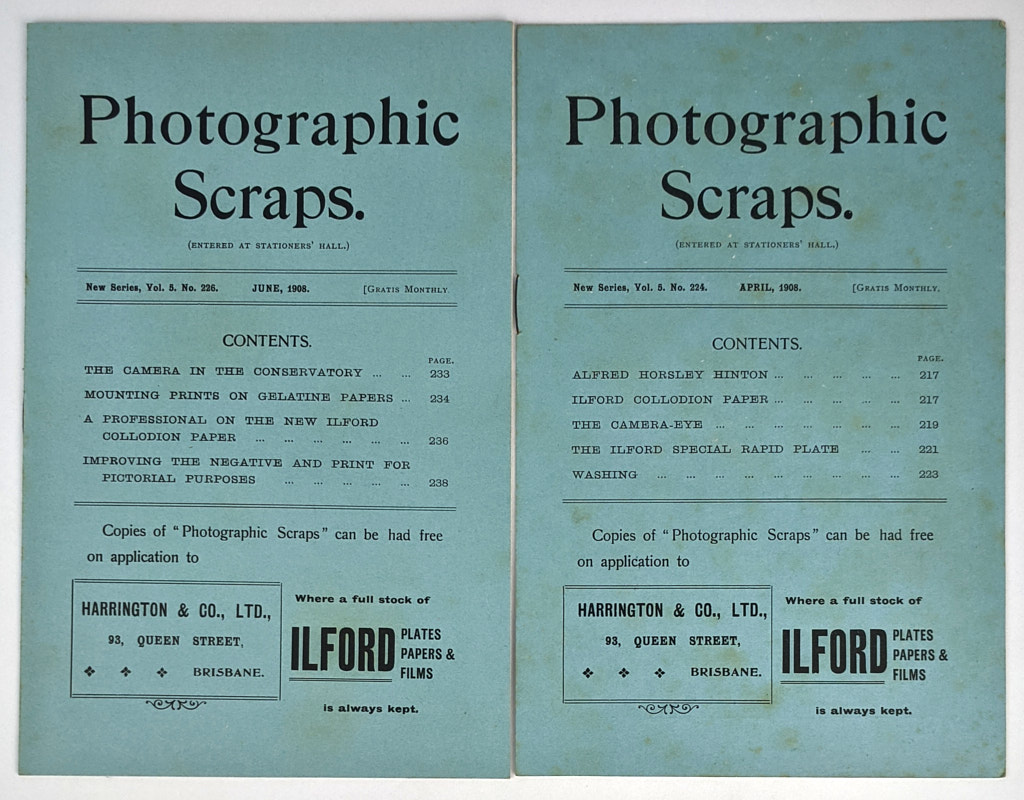 Photographic
Scraps.
(ENTERED AT STATIONERS' HALL.)
New Series, Vol. 5. No. 226. JUNE, 1908. [GRATIS MONTHLY.
CONTENTS.
PAGE.
THE CAMERA IN THE CONSERVATORY ... ... 233
MOUNTING PRINTS ON GELATINE PAPERS ... 234
A PROFESSIONAL ON THE NEW ILFORD
COLLODION PAPER ... ... ... ... ... ... 236
IMPROVING THE NEGATIVE AND PRINT FOR
PICTORIAL PURPOSES ... ... ... ... ... 238
Copies of "Photographic Scraps" can be had free
on application to
HARRINGTON & CO., LTD.,
93, QUEEN STREET,
BRISBANE.
Where a full stock of
ILFORD PLATES
PAPERS &
FILMS
is always kept.
Photographic
Scraps.
(ENTERED AT STATIONERS' HALL.)
New Series, Vol. 5. No. 224. APRIL, 1908. [GRATIS MONTHLY.
CONTENTS.
PAGE.
ALFRED HORSLEY HINTON ... ... ... ... ... 217
ILFORD COLLODION PAPER ... ... ... ... ... 217
THE CAMERA-EYE ... ... ... ... ... ... ... 219
THE ILFORD SPECIAL RAPID PLATE ... ... 221
WASHING ... ... ... ... ... ... ... ... ... 223
Copies of "Photographic Scraps" can be had free
on application to
HARRINGTON & CO., LTD.,
93, QUEEN STREET,
BRISBANE.
Where a full stock of
ILFORD PLATES
PAPERS &
FILMS
is always kept.